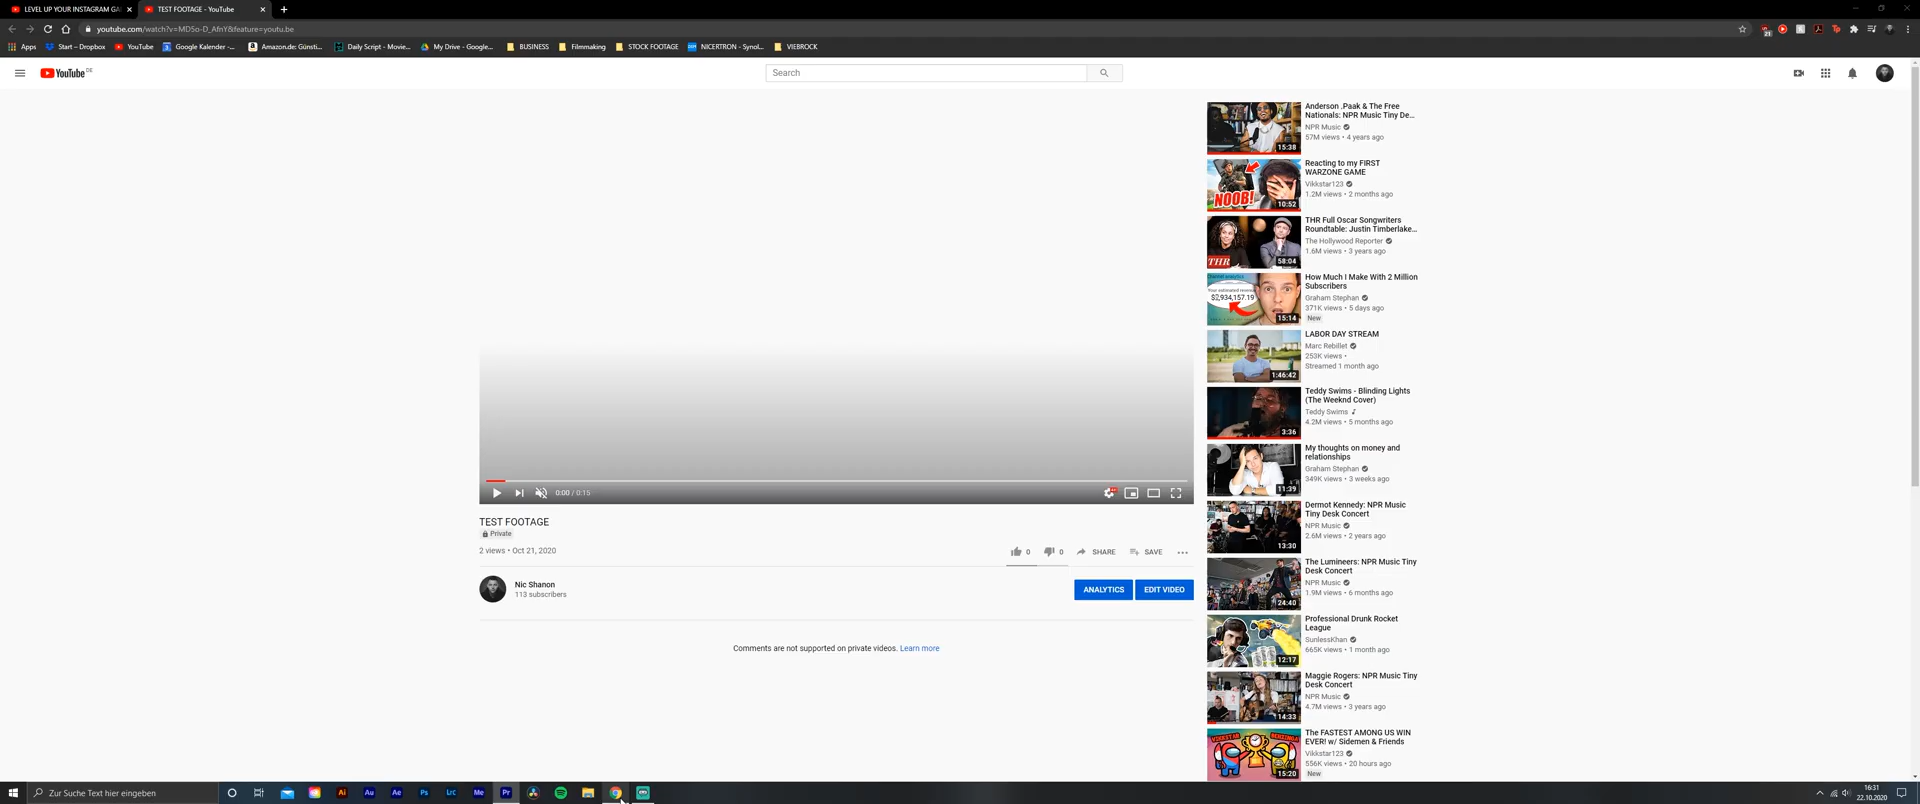 LEVEL UP YOUR INSTAGRAM GA
TEST FOOTAGE - YouTube
youtube.com/watch?v=MD5o-D_AfnY&feature=youtu.be
21
Apps
Start – Dropbox
YouTube
Google Kalender -...
Amazon.de: Günsti...
Daily Script - Movie...
My Drive - Google...
BUSINESS
Filmmaking
STOCK FOOTAGE
NICERTRON - Synol...
VIEBROCK
YouTube DE
Search
Anderson .Paak & The Free
Nationals: NPR Music Tiny De...
NPR Music
57M views • 4 years ago
15:38
Reacting to my FIRST
WARZONE GAME
Vikkstar123
1.2M views • 2 months ago
NOOB!
10:52
THR Full Oscar Songwriters
Roundtable: Justin Timberlake...
The Hollywood Reporter
1.6M views • 3 years ago
THR
58:04
How Much I Make With 2 Million
Subscribers
Graham Stephan
371K views • 5 days ago
New
Your estimated revenue
$2,934,157.19
15:14
LABOR DAY STREAM
Marc Rebillet
253K views •
Streamed 1 month ago
1:46:42
Teddy Swims - Blinding Lights
(The Weeknd Cover)
Teddy Swims
4.2M views • 5 months ago
3:36
My thoughts on money and
relationships
Graham Stephan
349K views • 3 weeks ago
11:39
0:00 / 0:15
TEST FOOTAGE
Private
2 views • Oct 21, 2020
0
0
SHARE
SAVE
Nic Shanon
113 subscribers
ANALYTICS
EDIT VIDEO
Comments are not supported on private videos. Learn more
Dermot Kennedy: NPR Music
Tiny Desk Concert
NPR Music
2.6M views • 2 years ago
13:30
The Lumineers: NPR Music Tiny
Desk Concert
NPR Music
1.9M views • 6 months ago
24:40
Professional Drunk Rocket
League
SunlessKhan
665K views • 1 month ago
12:17
Maggie Rogers: NPR Music Tiny
Desk Concert
NPR Music
4.7M views • 3 years ago
14:33
The FASTEST AMONG US WIN
EVER! w/ Sidemen & Friends
Vikkstar123
556K views • 20 hours ago
New
VIKKSTAR
15:20
Zur Suche Text hier eingeben
Ai
Au
Ae
Ps
LrC
Me
Pr
16:31
22.10.2020